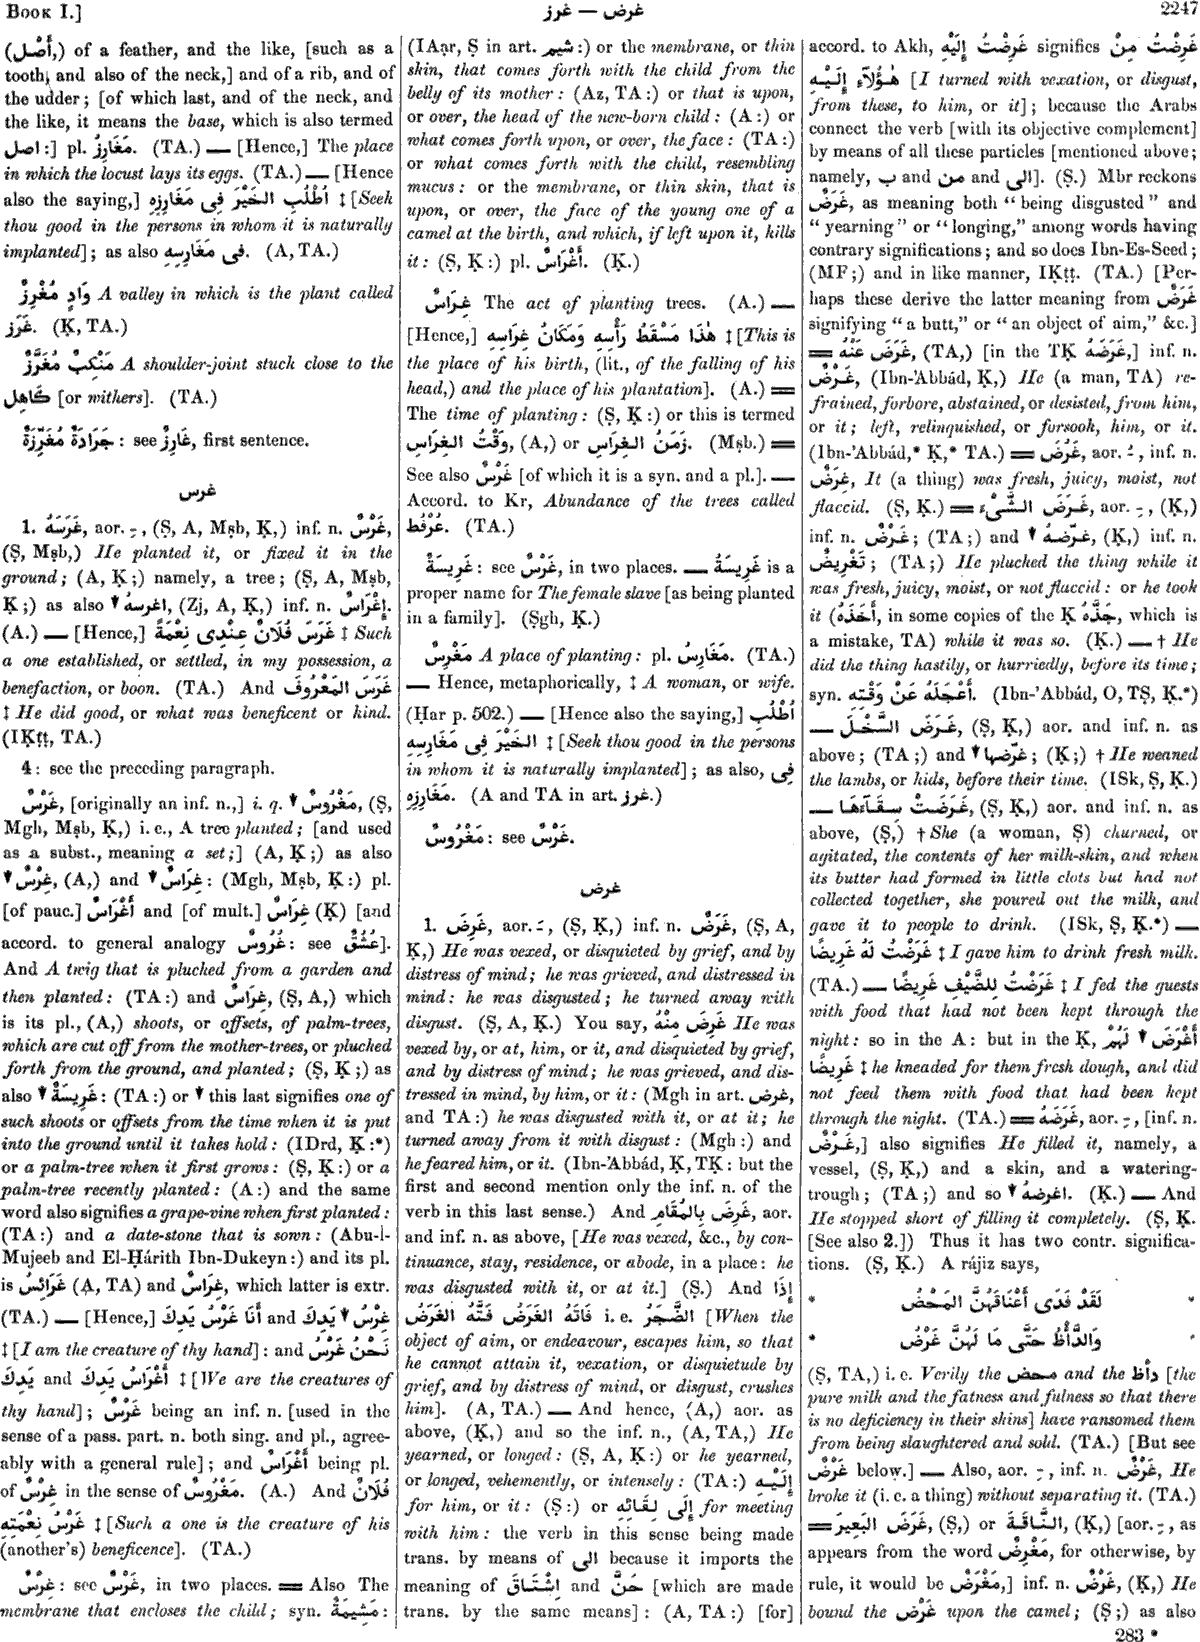 BOOK I.]
غرز — غرض
2247
(أَصْل,) of a feather, and the like, [such as a
tooth, and also of the neck,] and of a rib, and of
the udder; [of which last, and of the neck, and
the like, it means the base, which is also termed
اصل:] pl. مَغَارِزُ. (TA.) — [Hence,] The place
in which the locust lays its eggs. (TA.) — [Hence
also the saying,] اُطْلُبِ الخَيْرَ فِى مَغَارِزِهِ ‡ [Seek
thou good in the persons in whom it is naturally
implanted]; as also فى مَغَارِسِهِ. (A, TA.)
وَادٍ مُغْرِزٌ A valley in which is the plant called
غَرَز. (Ḳ, TA.)
مَنْكِبٌ مُغَرَّزٌ A shoulder-joint stuck close to the
كَاهِل [or withers]. (TA.)
جَرَادَةٌ مُغَرِّزَةٌ : see غَارِزٌ, first sentence.
غرس
1. غَرَسَهُ, aor. ـِ, (Ṣ, A, Mṣb, Ḳ,) inf. n. غَرْسٌ,
(Ṣ, Mṣb,) He planted it, or fixed it in the
ground; (A, Ḳ;) namely, a tree; (Ṣ, A, Mṣb,
Ḳ;) as also ▼ اغرسهُ, (Zj, A, Ḳ,) inf. n. إِغْرَاسٌ.
(A.) — [Hence,] غَرَسَ فُلَانٌ عِنْدِى نِعْمَةً ‡ Such
a one established, or settled, in my possession, a
benefaction, or boon. (TA.) And غَرَسَ المَعْرُوفَ
‡ He did good, or what was beneficent or kind.
(IḲṭṭ, TA.)
4: see the preceding paragraph.
غَرْسٌ, [originally an inf. n.,] i. q. ▼ مَغْرُوسٌ, (Ṣ,
Mgh, Mṣb, Ḳ,) i. e., A tree planted; [and used
as a subst., meaning a set;] (A, Ḳ;) as also
▼ غِرْسٌ, (A,) and ▼ غِرَاسٌ: (Mgh, Mṣb, Ḳ:) pl.
[of pauc.] أَغْرَاسٌ and [of mult.] غِرَاسٌ (Ḳ) [and
accord. to general analogy غُرُوسٌ: see عُشُقٌ].
And A twig that is plucked from a garden and
then planted: (TA:) and غِرَاسٌ, (Ṣ, A,) which
is its pl., (A,) shoots, or offsets, of palm-trees,
which are cut off from the mother-trees, or plucked
forth from the ground, and planted; (Ṣ, Ḳ;) as
also ▼ غَرِيسَةٌ: (TA:) or ▼ this last signifies one of
such shoots or offsets from the time when it is put
into the ground until it takes hold: (IDrd, Ḳ:*)
or a palm-tree when it first grows: (Ṣ, Ḳ:) or a
palm-tree recently planted: (A:) and the same
word also signifies a grape-vine when first planted:
(TA:) and a date-stone that is sown: (Abu-l-
Mujeeb and El-Ḥárith Ibn-Dukeyn:) and its pl.
is غَرَائِسُ (A, TA) and غِرَاسٌ, which latter is extr.
(TA.) — [Hence,] أَنَا غَرْسُ يَدِكَ and ▼ غِرْسُ يَدِكَ
‡ [I am the creature of thy hand]: and نَحْنُ غَرْسُ
يَدِكَ and أَغْرَاسُ يَدِكَ ‡ [We are the creatures of
thy hand]; غَرْسٌ being an inf. n. [used in the
sense of a pass. part. n. both sing. and pl., agree-
ably with a general rule]; and أَغْرَاسٌ being pl.
of غِرْسٌ in the sense of مَغْرُوسٌ. (A.) And فُلَانٌ
غَرْسُ نِعْمَتِهِ ‡ [Such a one is the creature of his
(another's) beneficence]. (TA.)
غِرْسٌ: see غَرْسٌ, in two places. = Also The
membrane that encloses the child; syn. مَشِيمَةٌ:
(IAạr, Ṣ in art. شيم:) or the membrane, or thin
skin, that comes forth with the child from the
belly of its mother: (Az, TA:) or that is upon,
or over, the head of the new-born child: (A:) or
what comes forth upon, or over, the face: (TA:)
or what comes forth with the child, resembling
mucus: or the membrane, or thin skin, that is
upon, or over, the face of the young one of a
camel at the birth, and which, if left upon it, kills
it: (Ṣ, Ḳ:) pl. أَغْرَاسٌ. (Ḳ.)
غِرَاسٌ The act of planting trees. (A.) —
[Hence,] هٰذَا مَسْقَطُ رَأْسِهِ وَمَكَانُ غِرَاسِهِ ‡ [This is
the place of his birth, (lit., of the falling of his
head,) and the place of his plantation]. (A.) =
The time of planting: (Ṣ, Ḳ:) or this is termed
وَقْتُ الغِرَاسِ, (A,) or زَمَنُ الغِرَاسِ. (Mṣb.) =
See also غَرْسٌ [of which it is a syn. and a pl.]. —
Accord. to Kr, Abundance of the trees called
عُرْفُط. (TA.)
غَرِيسَةٌ: see غَرْسٌ, in two places. — غَرِيسَةُ is a
proper name for The female slave [as being planted
in a family]. (Ṣgh, Ḳ.)
مَغْرِسٌ A place of planting: pl. مَغَارِسُ. (TA.)
— Hence, metaphorically, ‡ A woman, or wife.
(Ḥar p. 502.) — [Hence also the saying,] اُطْلُبِ
الخَيْرَ فِى مَغَارِسِهِ ‡ [Seek thou good in the persons
in whom it is naturally implanted]; as also, فِى
مَغَارِزِهِ. (A and TA in art. غرز.)
مَغْرُوسٌ: see غَرْسٌ.
غرض
1. غَرِضَ, aor. ـَ, (Ṣ, Ḳ,) inf. n. غَرَضٌ, (Ṣ, A,
Ḳ,) He was vexed, or disquieted by grief, and by
distress of mind; he was grieved, and distressed in
mind: he was disgusted; he turned away with
disgust. (Ṣ, A, Ḳ.) You say, غَرِضَ مِنْهُ He was
vexed by, or at, him, or it, and disquieted by grief,
and by distress of mind; he was grieved, and dis-
tressed in mind, by him, or it: (Mgh in art. عرض,
and TA:) he was disgusted with it, or at it; he
turned away from it with disgust: (Mgh:) and
he feared him, or it. (Ibn-'Abbád, Ḳ, TḲ: but the
first and second mention only the inf. n. of the
verb in this last sense.) And غَرِضَ بِالمُقَامِ, aor.
and inf. n. as above, [He was vexed, &c., by con-
tinuance, stay, residence, or abode, in a place: he
was disgusted with it, or at it.] (Ṣ.) And إِذَا
فَاتَهُ الغَرَضُ فَتَّهُ الغَرَضُ i. e. الضَّجَرُ [When the
object of aim, or endeavour, escapes him, so that
he cannot attain it, vexation, or disquietude by
grief, and by distress of mind, or disgust, crushes
him]. (A, TA.) — And hence, (A,) aor. as
above, (Ḳ,) and so the inf. n., (A, TA,) He
yearned, or longed: (Ṣ, A, Ḳ:) or he yearned,
or longed, vehemently, or intensely: (TA:) إِلَيْهِ
for him, or it: (Ṣ:) or إِلَى لِقَائِهِ for meeting
with him: the verb in this sense being made
trans. by means of الى because it imports the
meaning of اِشْتَاقَ and حَنَّ [which are made
trans. by the same means]: (A, TA:) [for]
accord. to Akh, غَرِضْتُ إِلَيْهِ signifies غَرِضْتُ مِنْ
هٰؤُلَآءِ إِلَيْهِ [I turned with vexation, or disgust,
from these, to him, or it]; because the Arabs
connect the verb [with its objective complement]
by means of all these particles [mentioned above;
namely, ب and من and الى]. (Ṣ.) Mbr reckons
غَرَضٌ, as meaning both "being disgusted" and
"yearning" or "longing," among words having
contrary significations; and so does Ibn-Es-Seed;
(MF;) and in like manner, IḲṭṭ. (TA.) [Per-
haps these derive the latter meaning from غَرَضٌ
signifying "a butt," or "an object of aim," &c.]
= غَرَضَ عَنْهُ, (TA,) [in the TḲ غَرَضَهُ,] inf. n.
غَرْضٌ, (Ibn-'Abbád, Ḳ,) He (a man, TA) re-
frained, forbore, abstained, or desisted, from him,
or it; left, relinquished, or forsook, him, or it.
(Ibn-'Abbád,* Ḳ,* TA.) = غَرُضَ, aor. ـُ, inf. n.
غَرْضٌ, It (a thing) was fresh, juicy, moist, not
flaccid. (Ṣ, Ḳ.) = غَرَضَ الشَّىْءَ, aor. ـِ, (Ḳ,)
inf. n. غَرْضٌ; (TA;) and ▼ غرّضهُ, (Ḳ,) inf. n.
تَغْرِيضٌ; (TA;) He plucked the thing while it
was fresh, juicy, moist, or not flaccid: or he took
it (أَخَذَهُ, in some copies of the Ḳ جَذَّهُ, which is
a mistake, TA) while it was so. (Ḳ.) — † He
did the thing hastily, or hurriedly, before its time;
syn. أَعْجَلَهُ عَنْ وَقْتِهِ. (Ibn-'Abbád, O, TṢ, Ḳ.*)
— غَرَضَ السَّخْلَ, (Ṣ, Ḳ,) aor. and inf. n. as
above; (TA;) and ▼ غرّضها; (Ḳ;) † He weaned
the lambs, or kids, before their time. (ISk, Ṣ, Ḳ.)
— غَرَضَتْ سِقَآءَهَا, (Ṣ, Ḳ,) aor. and inf. n. as
above, (Ṣ,) † She (a woman, Ṣ) churned, or
agitated, the contents of her milk-skin, and when
its butter had formed in little clots but had not
collected together, she poured out the milk, and
gave it to people to drink. (ISk, Ṣ, Ḳ.*) —
غَرَضْتُ لَهُ غَرِيضًا ‡ I gave him to drink fresh milk.
(TA.) — غَرَضْتُ لِلضَّيْفِ غَرِيضًا ‡ I fed the guests
with food that had not been kept through the
night: so in the A: but in the Ḳ, ▼ أَغْرَضَ لَهُمْ
غَرِيضًا ‡ he kneaded for them fresh dough, and did
not feed them with food that had been kept
through the night. (TA.) = غَرَضَهُ, aor. ـِ, [inf. n.
غَرْضٌ,] also signifies He filled it, namely, a
vessel, (Ṣ, Ḳ,) and a skin, and a watering-
trough; (TA;) and so ▼ اغرضهُ. (Ḳ.) — And
He stopped short of filling it completely. (Ṣ, Ḳ.
[See also 2.]) Thus it has two contr. significa-
tions. (Ṣ, Ḳ.) A rájiz says,
* لَقَدْ فَدَى أَعْنَاقَهُنَّ المَحْضُ *
* وَالدَّأْظُ حَتَّى مَا لَهُنَّ غَرْضُ *
(Ṣ, TA,) i. e. Verily the محض and the دأظ [the
pure milk and the fatness and fulness so that there
is no deficiency in their skins] have ransomed them
from being slaughtered and sold. (TA.) [But see
غَرْضٌ below.] — Also, aor. ـِ, inf. n. غَرْضٌ, He
broke it (i. e. a thing) without separating it. (TA.)
= غَرَضَ البَعِيرَ, (Ṣ,) or النَّاقَةَ, (Ḳ,) [aor. ـِ, as
appears from the word مَغْرِضٌ, for otherwise, by
rule, it would be مَغْرَضٌ,] inf. n. غَرْضٌ, (Ḳ,) He
bound the غَرْض upon the camel; (Ṣ;) as also
283 *